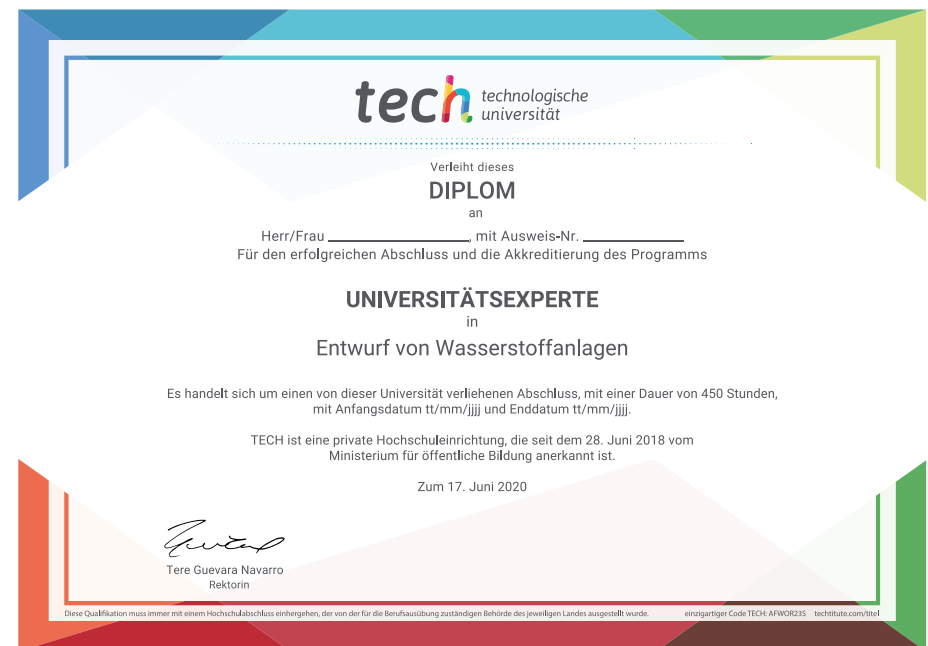 tech technologische
universität
Verleiht dieses
DIPLOM
an
Herr/Frau ____________________, mit Ausweis-Nr. ______________
Für den erfolgreichen Abschluss und die Akkreditierung des Programms
UNIVERSITÄTSEXPERTE
in
Entwurf von Wasserstoffanlagen
Es handelt sich um einen von dieser Universität verliehenen Abschluss, mit einer Dauer von 450 Stunden,
mit Anfangsdatum tt/mm/jjjj und Enddatum tt/mm/jjjj.
TECH ist eine private Hochschuleinrichtung, die seit dem 28. Juni 2018 vom
Ministerium für öffentliche Bildung anerkannt ist.
Zum 17. Juni 2020
Tere Guevara Navarro
Rektorin
Diese Qualifikation muss immer mit einem Hochschulabschluss einhergehen, der von der für die Berufsausübung zuständigen Behörde des jeweiligen Landes ausgestellt wurde. einzigartiger Code TECH: AFWOR23S techtitute.com/titel